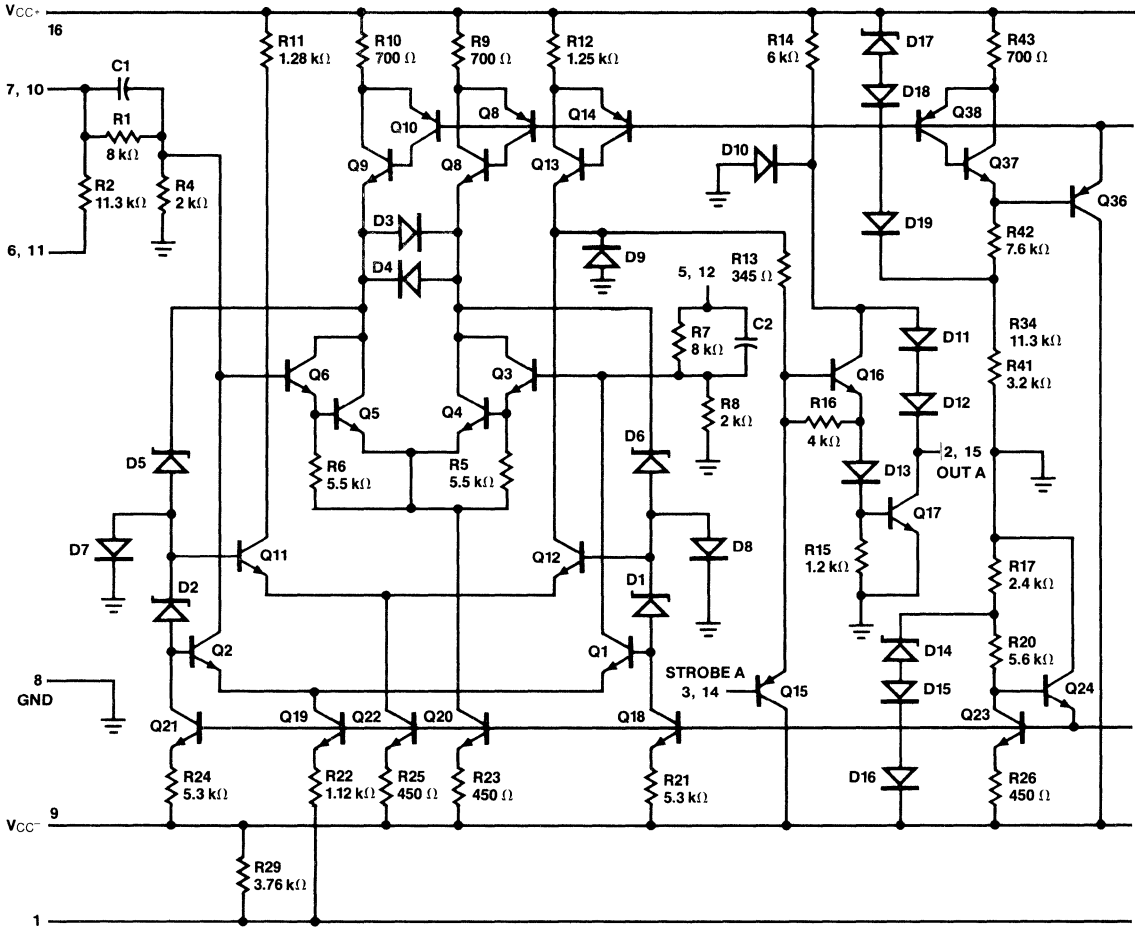 VCC+
16
R11
1.28 kΩ
R10
700 Ω
R9
700 Ω
R12
1.25 kΩ
R14
6 kΩ
D17
R43
700 Ω
7, 10
C1
R1
8 kΩ
R2
11.3 kΩ
R4
2 kΩ
6, 11
Q10
Q8
Q14
D18
Q38
Q9
Q8
Q13
D10
Q37
Q36
D3
D19
R42
7.6 kΩ
D4
D9
R13
345 Ω
5, 12
R7
8 kΩ
C2
R34
11.3 kΩ
R41
3.2 kΩ
D11
Q6
Q3
Q16
Q5
Q4
R8
2 kΩ
R16
4 kΩ
D12
D5
R6
5.5 kΩ
R5
5.5 kΩ
D6
D13
2, 15
OUT A
Q17
D7
Q11
Q12
D8
R15
1.2 kΩ
R17
2.4 kΩ
D2
D1
R20
5.6 kΩ
Q2
Q1
D14
STROBE A
3, 14
Q15
D15
Q24
8
GND
Q21
Q19
Q22
Q20
Q18
Q23
R24
5.3 kΩ
R22
1.12 kΩ
R25
450 Ω
R23
450 Ω
R21
5.3 kΩ
D16
R26
450 Ω
VCC-
9
R29
3.76 kΩ
1